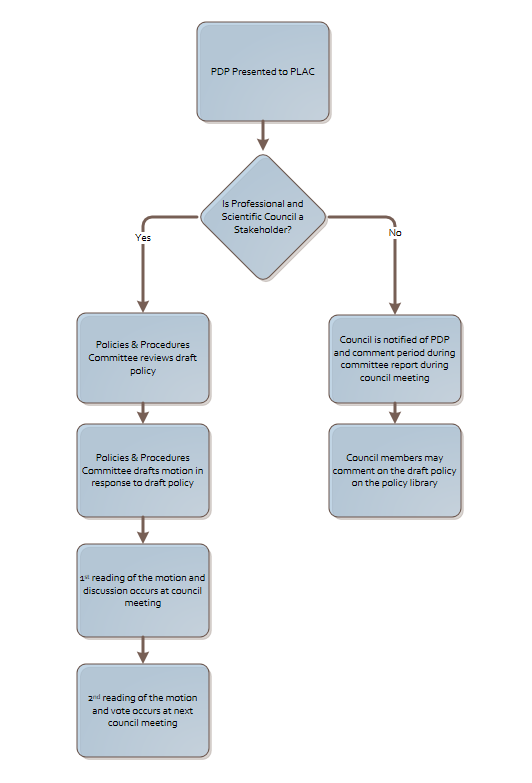 PDP Presented to PLAC
Is Professional and
Scientific Council a
Stakeholder?
Yes
No
Policies & Procedures
Committee reviews draft
policy
Council is notified of PDP
and comment period during
committee report during
council meeting
Policies & Procedures
Committee drafts motion in
response to draft policy
Council members may
comment on the draft policy
on the policy library
1st reading of the motion and
discussion occurs at council
meeting
2nd reading of the motion
and vote occurs at next
council meeting